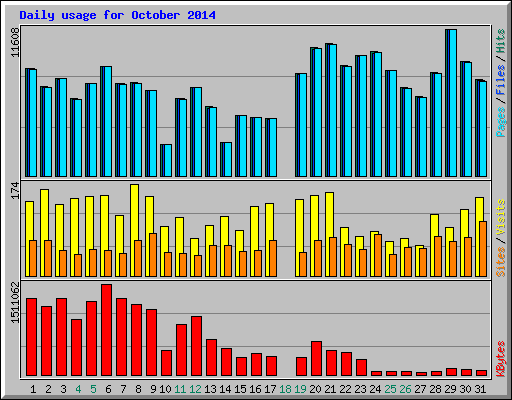 Daily usage for October 2014
11608
174
1511062
Pages / Files / Hits
Sites / Visits
KBytes
1 2 3 4 5 6 7 8 9 10 11 12 13 14 15 16 17 18 19 20 21 22 23 24 25 26 27 28 29 30 31